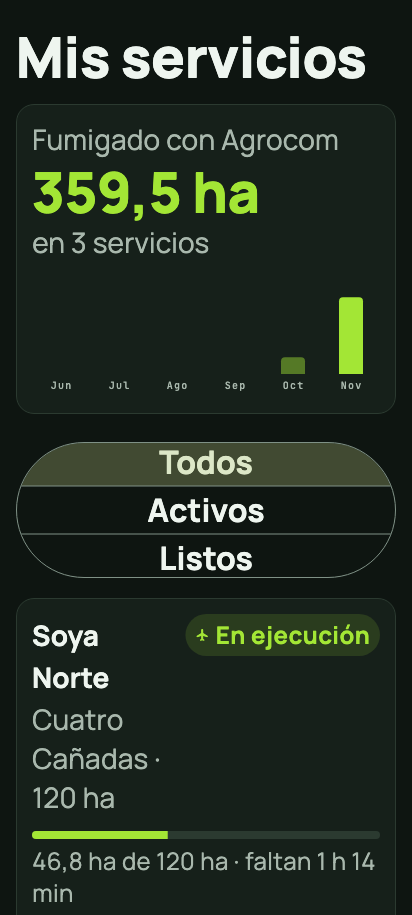 Mis servicios
Fumigado con Agrocom
359,5 ha
en 3 servicios
Jun Jul Ago Sep Oct Nov
Todos
Activos
Listos
Soya
Norte
En ejecución
Cuatro
Cañadas ·
120 ha
46,8 ha de 120 ha · faltan 1 h 14
min